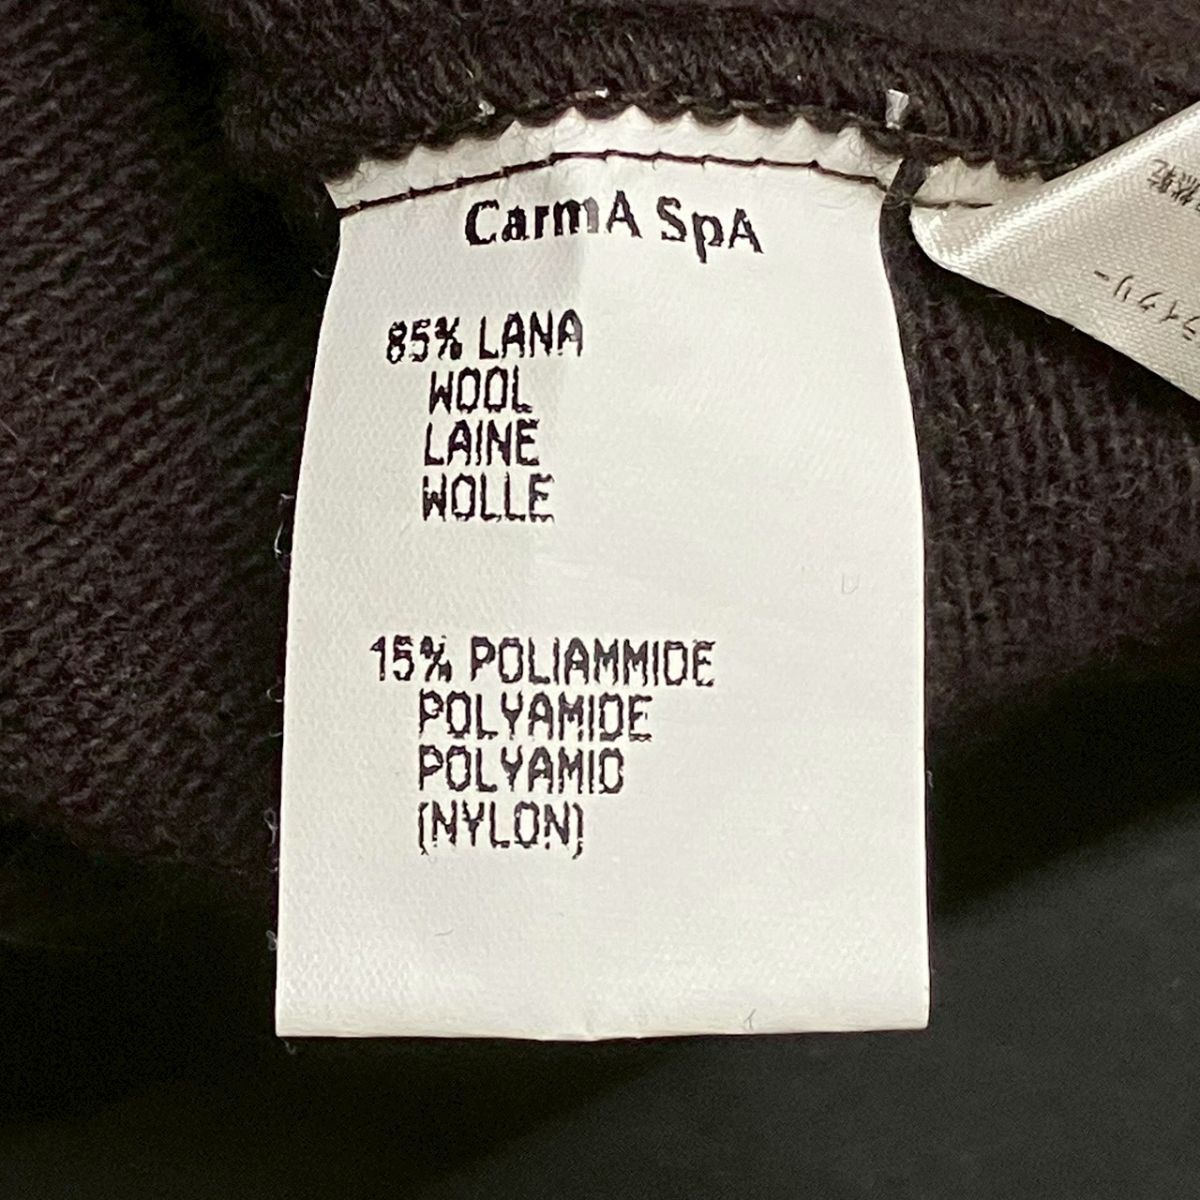 CarmA SpA
85% LANA
WOOL
LAINE
WOLLE
15% POLIAMMIDE
POLYAMIDE
POLYAMID
(NYLON)